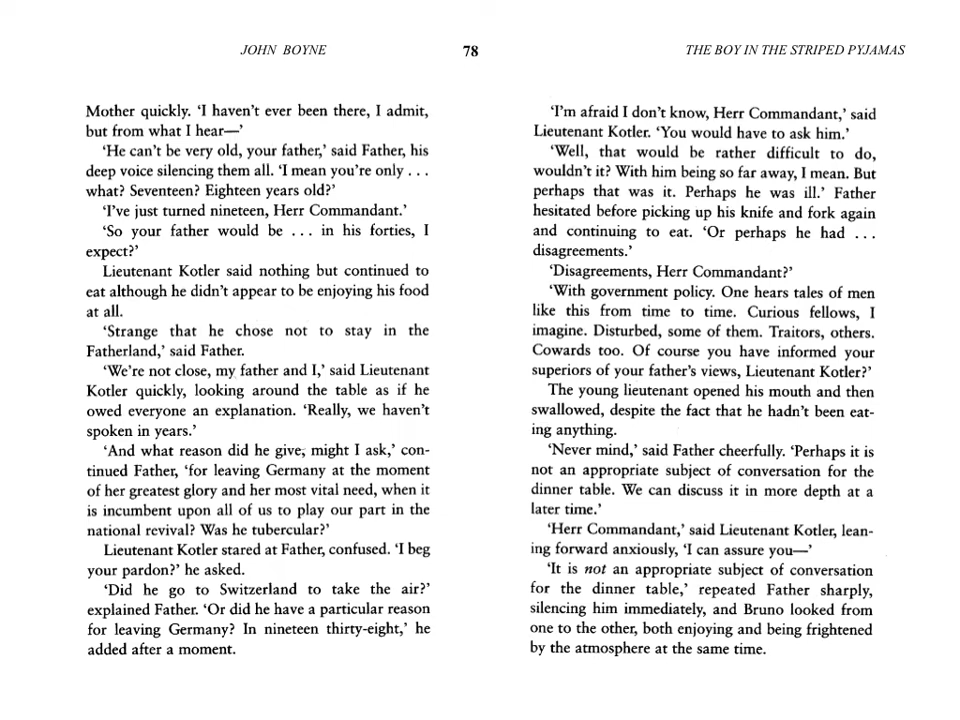 JOHN BOYNE
78
THE BOY IN THE STRIPED PYJAMAS
Mother quickly. ‘I haven’t ever been there, I admit,
but from what I hear—’
‘He can’t be very old, your father,’ said Father, his
deep voice silencing them all. ‘I mean you’re only . . .
what? Seventeen? Eighteen years old?’
‘I’ve just turned nineteen, Herr Commandant.’
‘So your father would be . . . in his forties, I
expect?’
Lieutenant Kotler said nothing but continued to
eat although he didn’t appear to be enjoying his food
at all.
‘Strange that he chose not to stay in the
Fatherland,’ said Father.
‘We’re not close, my father and I,’ said Lieutenant
Kotler quickly, looking around the table as if he
owed everyone an explanation. ‘Really, we haven’t
spoken in years.’
‘And what reason did he give, might I ask,’ con-
tinued Father, ‘for leaving Germany at the moment
of her greatest glory and her most vital need, when it
is incumbent upon all of us to play our part in the
national revival? Was he tubercular?’
Lieutenant Kotler stared at Father, confused. ‘I beg
your pardon?’ he asked.
‘Did he go to Switzerland to take the air?’
explained Father. ‘Or did he have a particular reason
for leaving Germany? In nineteen thirty-eight,’ he
added after a moment.
‘I’m afraid I don’t know, Herr Commandant,’ said
Lieutenant Kotler. ‘You would have to ask him.’
‘Well, that would be rather difficult to do,
wouldn’t it? With him being so far away, I mean. But
perhaps that was it. Perhaps he was ill.’ Father
hesitated before picking up his knife and fork again
and continuing to eat. ‘Or perhaps he had . . .
disagreements.’
‘Disagreements, Herr Commandant?’
‘With government policy. One hears tales of men
like this from time to time. Curious fellows, I
imagine. Disturbed, some of them. Traitors, others.
Cowards too. Of course you have informed your
superiors of your father’s views, Lieutenant Kotler?’
The young lieutenant opened his mouth and then
swallowed, despite the fact that he hadn’t been eat-
ing anything.
‘Never mind,’ said Father cheerfully. ‘Perhaps it is
not an appropriate subject of conversation for the
dinner table. We can discuss it in more depth at a
later time.’
‘Herr Commandant,’ said Lieutenant Kotler, lean-
ing forward anxiously, ‘I can assure you—’
‘It is not an appropriate subject of conversation
for the dinner table,’ repeated Father sharply,
silencing him immediately, and Bruno looked from
one to the other, both enjoying and being frightened
by the atmosphere at the same time.